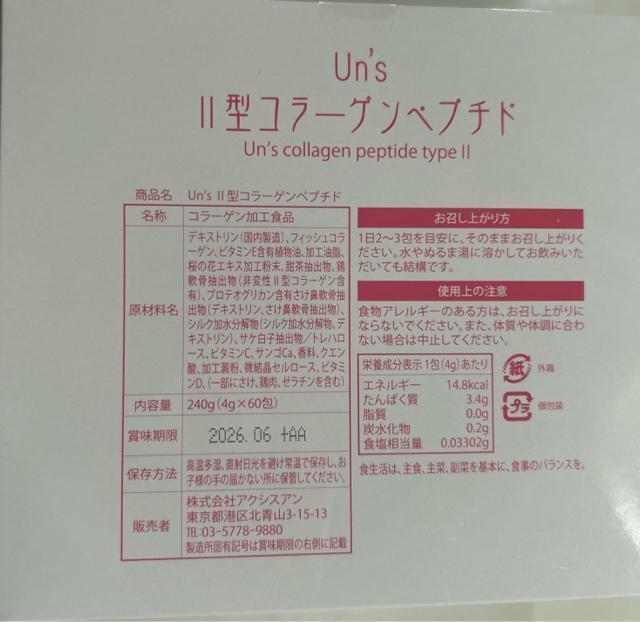 Un's
II型コラーゲンペプチド
Un's collagen peptide type II
商品名 Un's II型コラーゲンペプチド
名称 コラーゲン加工食品
原材料名
デキストリン(国内製造)、フィッシュコラ
ーゲン、ビタミンE含有植物油、加工油脂、
桜の花エキス加工粉末、甜茶抽出物、鶏
軟骨抽出物(非変性II型コラーゲン含
有)、プロテオグリカン含有さけ鼻軟骨抽
出物(デキストリン、さけ鼻軟骨抽出物)、
シルク加水分解物(シルク加水分解物、デ
キストリン)、サケ白子抽出物/トレハロ
ース、ビタミンC、サンゴCa、香料、クエン
酸、加工澱粉、微結晶セルロース、ビタミ
ンD、(一部にさけ、鶏肉、ゼラチンを含む)
内容量 240g(4g×60包)
賞味期限 2026.06 +AA
保存方法
高温多湿、直射日光を避け常温で保存し、お
子様の手の届かない所に保管してください。
販売者
株式会社アクシスアン
東京都港区北青山3-15-13
TEL:03-5778-9880
製造所固有記号は賞味期限の右側に記載
お召し上がり方
1日2〜3包を目安に、そのままお召し上がりく
ださい。水やぬるま湯に溶かしてお飲みいた
だいても結構です。
使用上の注意
食物アレルギーのある方は、お召し上がりに
ならないでください。また、体質や体調に合わ
ない場合は中止してください。
栄養成分表示 1包(4g)あたり
エネルギー 14.8kcal
たんぱく質 3.4g
脂質 0.0g
炭水化物 0.2g
食塩相当量 0.03302g
紙 外箱
プラ 個包装
食生活は、主食、主菜、副菜を基本に、食事のバランスを。